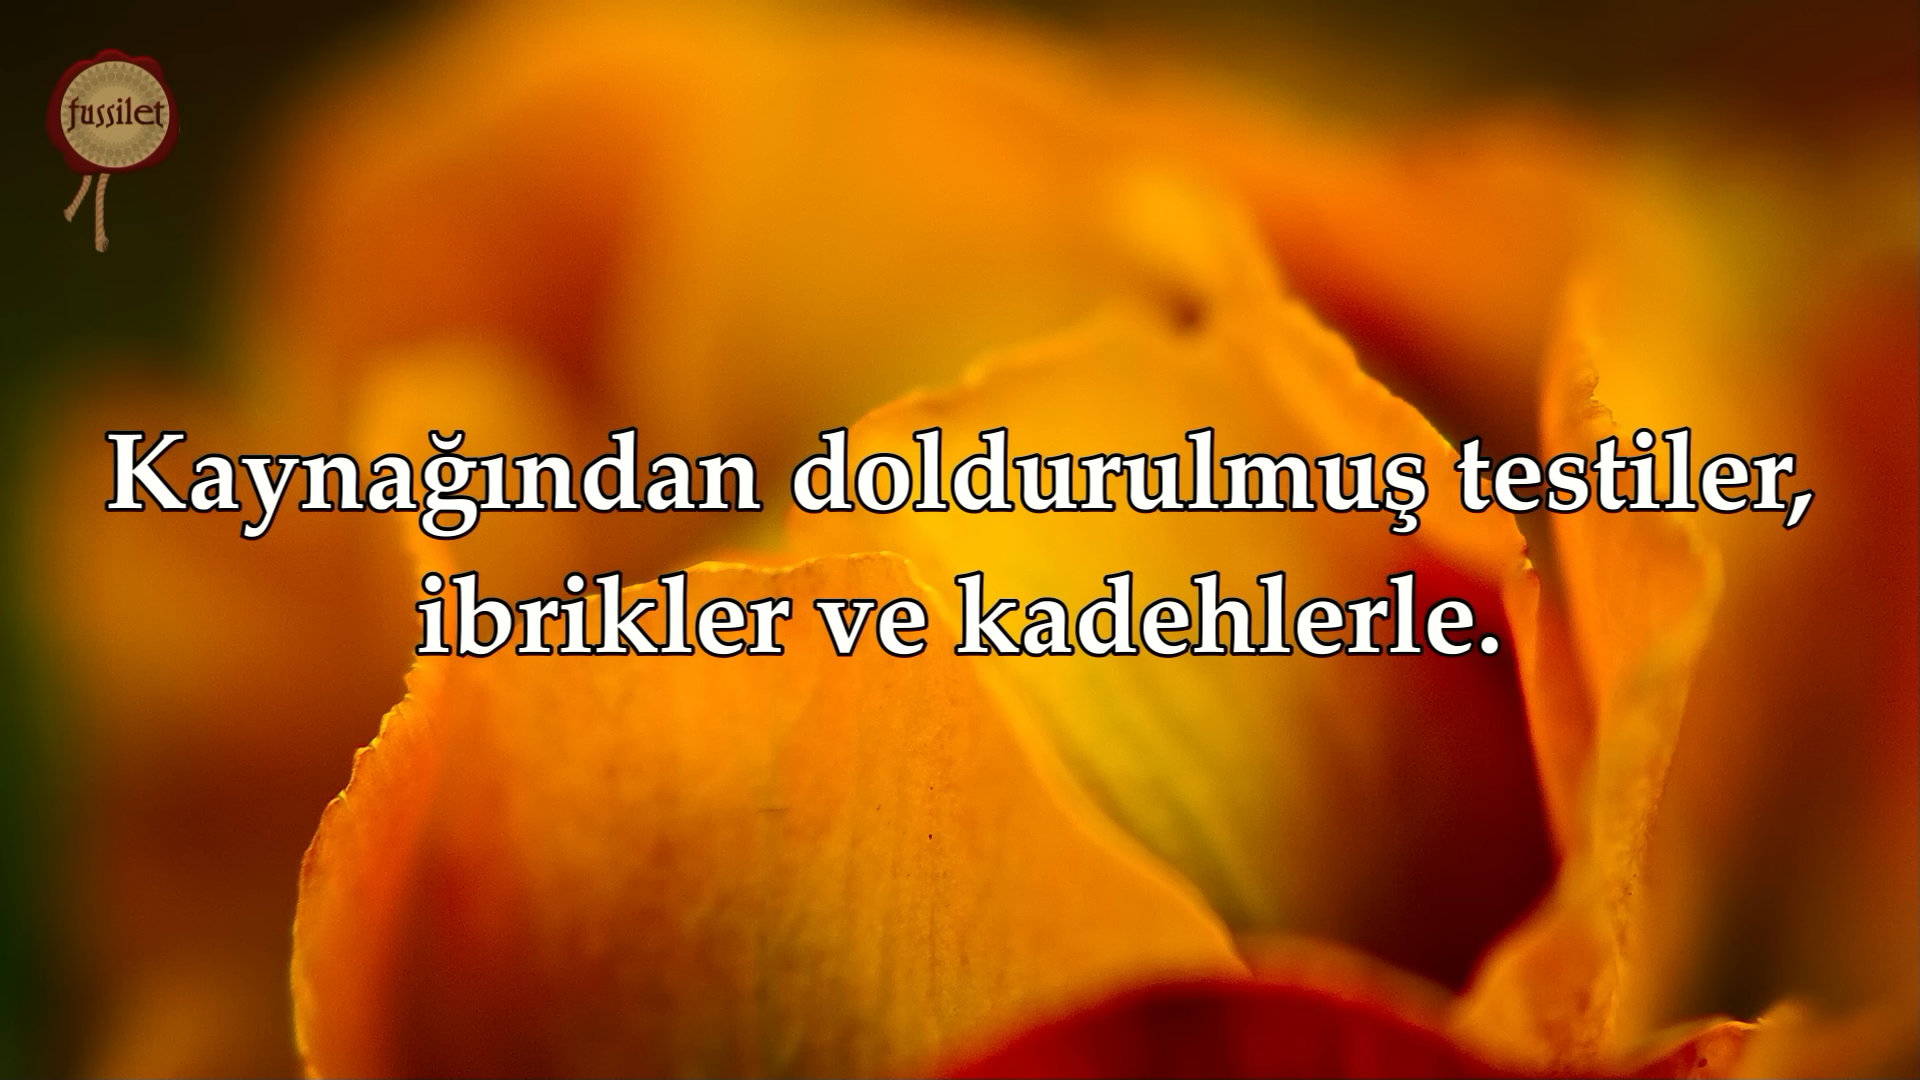 fussilet
Kaynağından doldurulmuş testiler,
ibrikler ve kadehlerle.